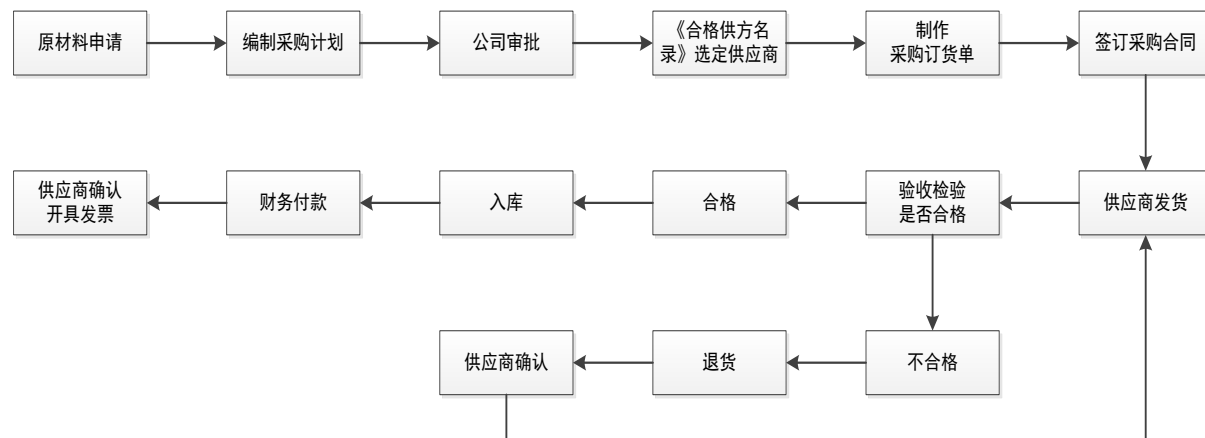 原材料申请
编制采购计划
公司审批
《合格供方名
录》选定供应商
制作
采购订货单
签订采购合同
供应商确认
开具发票
财务付款
入库
合格
验收检验
是否合格
供应商发货
供应商确认
退货
不合格